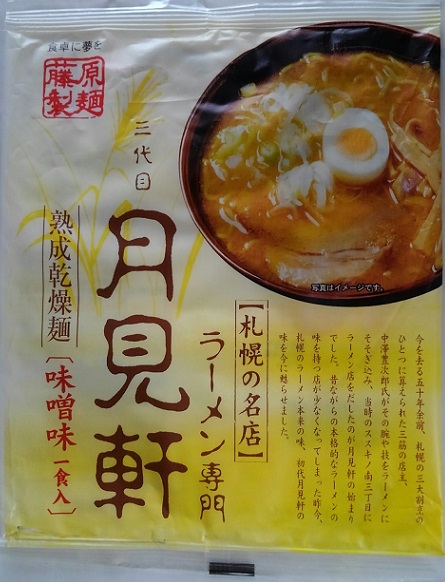 食卓に夢を
藤原製麺
三代目
月見軒
熟成乾燥麺
［味噌味 一食入］
【札幌の名店】
ラーメン専門
写真はイメージです。
今を去る五十年余前、札幌の三大割烹の
ひとつに算えられた三筋の店主、
中澤豊次郎氏がその腕や技をラーメンに
そそぎ込み、当時のススキノ南三丁目に
ラーメン店をだしたのが月見軒の始まり
でした。昔ながらの本格的なラーメンの
味を持つ店が少なくなってしまった昨今、
札幌のラーメン本来の味、初代月見軒の
味を今に甦らせました。